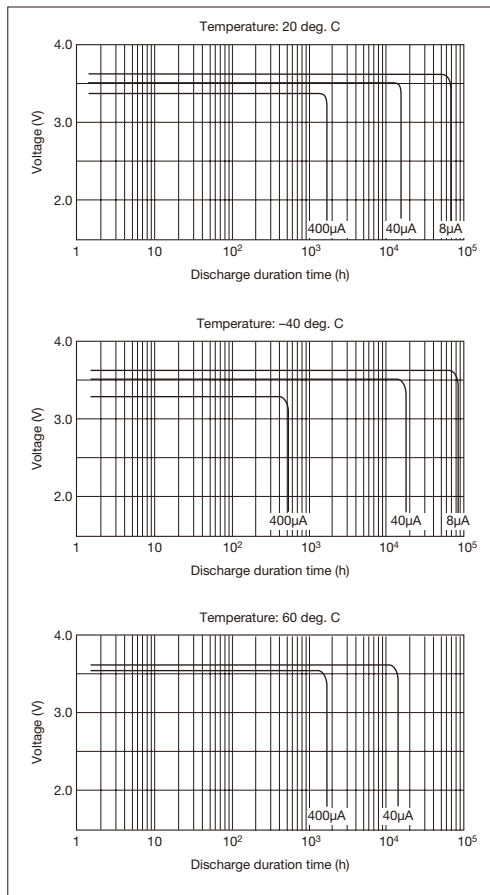 Temperature: 20 deg. C
4.0
3.0
2.0
Voltage (V)
400μA 40μA 8μA
1 10 10² 10³ 10⁴ 10⁵
Discharge duration time (h)
Temperature: –40 deg. C
4.0
3.0
2.0
Voltage (V)
400μA 40μA 8μA
1 10 10² 10³ 10⁴ 10⁵
Discharge duration time (h)
Temperature: 60 deg. C
4.0
3.0
2.0
Voltage (V)
400μA 40μA
1 10 10² 10³ 10⁴ 10⁵
Discharge duration time (h)